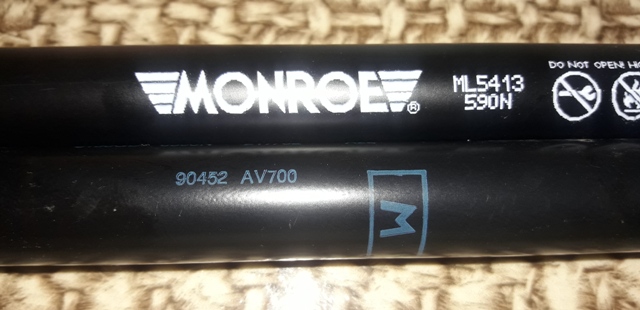 MONROE®
ML5413
590N
DO NOT OPEN!
90452 AV700
M